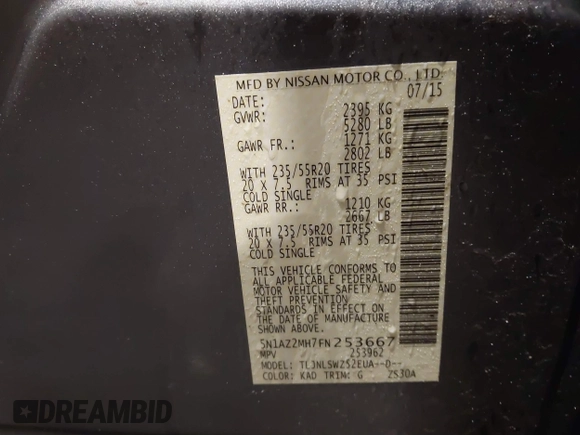 MFD BY NISSAN MOTOR CO., LTD.
DATE: 07/15
GVWR: 2395 KG
5280 LB
GAWR FR.: 1271 KG
2802 LB
WITH 235/55R20 TIRES
20 X 7.5 RIMS AT 35 PSI
COLD SINGLE
GAWR RR.: 1210 KG
2667 LB
WITH 235/55R20 TIRES
20 X 7.5 RIMS AT 35 PSI
COLD SINGLE
THIS VEHICLE CONFORMS TO
ALL APPLICABLE FEDERAL
MOTOR VEHICLE SAFETY AND
THEFT PREVENTION
STANDARDS IN EFFECT ON
THE DATE OF MANUFACTURE
SHOWN ABOVE.
5N1AZ2MH7FN253667
MPV 253962
MODEL: TLJNLSWZS2EUA--D--
COLOR: KAD TRIM: G ZS30A
DREAMBID